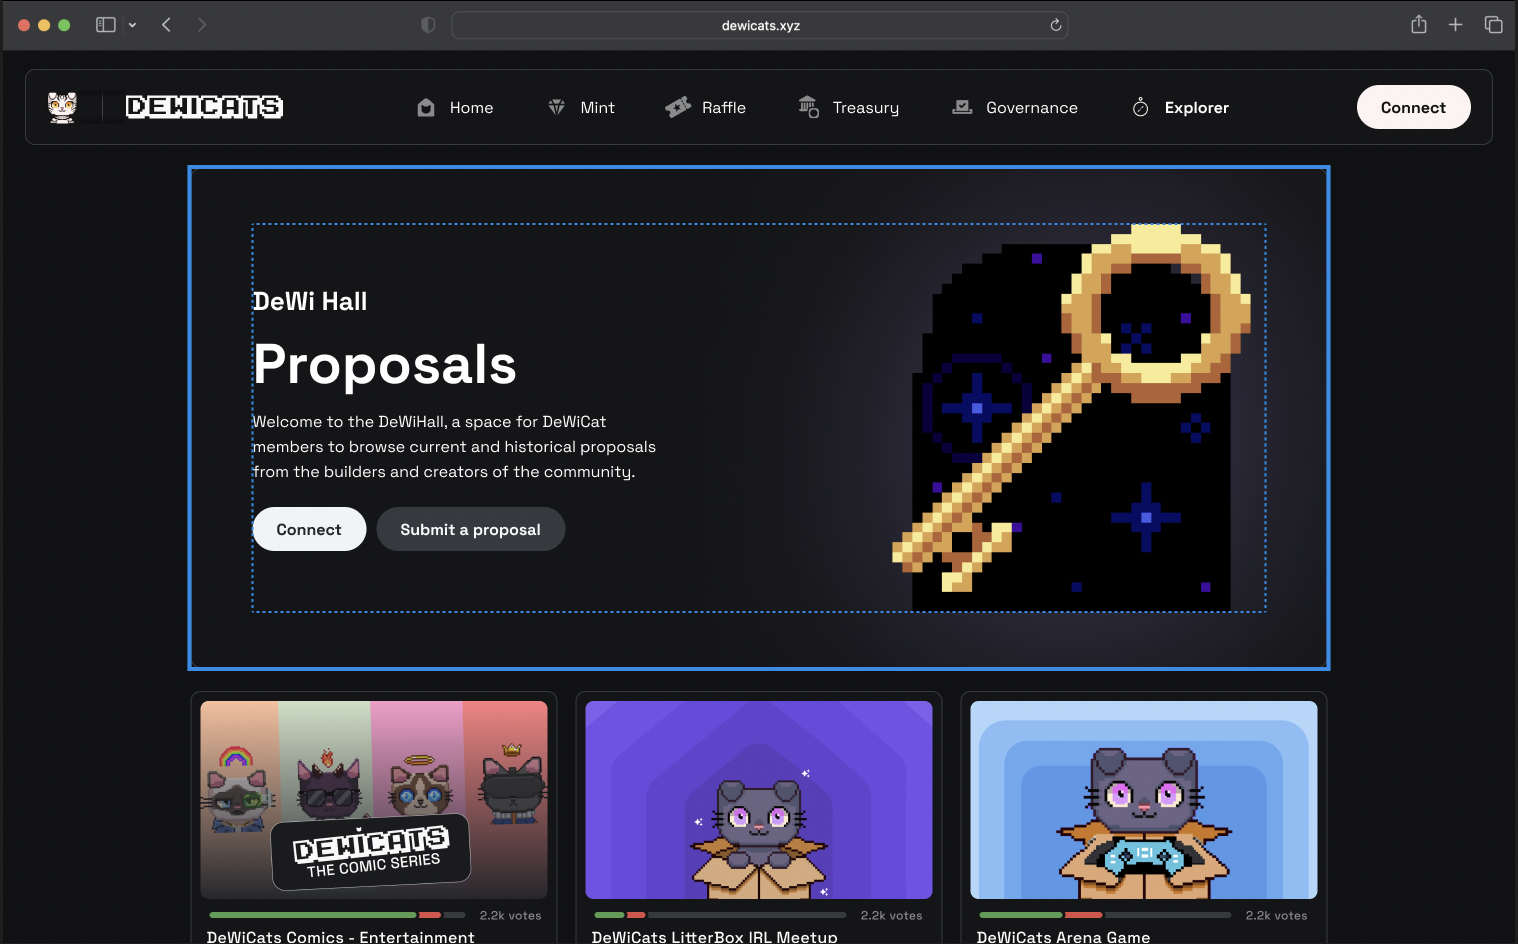 dewicats.xyz
DEWICATS
Home
Mint
Raffle
Treasury
Governance
Explorer
Connect
DeWi Hall
Proposals
Welcome to the DeWiHall, a space for DeWiCat
members to browse current and historical proposals
from the builders and creators of the community.
Connect
Submit a proposal
DEWICATS
THE COMIC SERIES
2.2k votes
2.2k votes
2.2k votes
DeWiCats Comics - Entertainment
DeWiCats LitterBox IRL Meetup
DeWiCats Arena Game